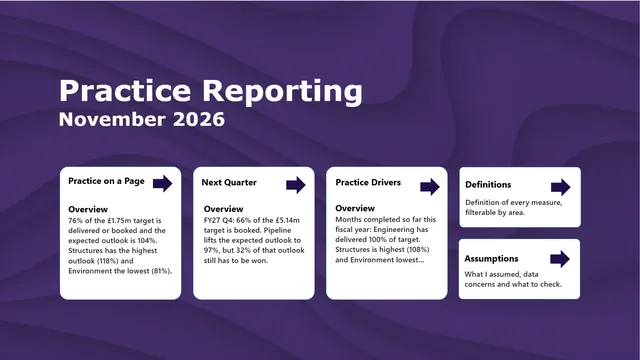 Practice Reporting
November 2026
Practice on a Page
Overview
76% of the £1.75m target is
delivered or booked and the
expected outlook is 104%.
Structures has the highest
outlook (118%) and
Environment the lowest (81%).
Next Quarter
Overview
FY27 Q4: 66% of the £5.14m
target is booked. Pipeline
lifts the expected outlook to
97%, but 32% of that outlook
still has to be won.
Practice Drivers
Overview
Months completed so far this
fiscal year: Engineering has
delivered 100% of target.
Structures is highest (108%)
and Environment lowest...
Definitions
Definition of every measure,
filterable by area.
Assumptions
What I assumed, data
concerns and what to check.